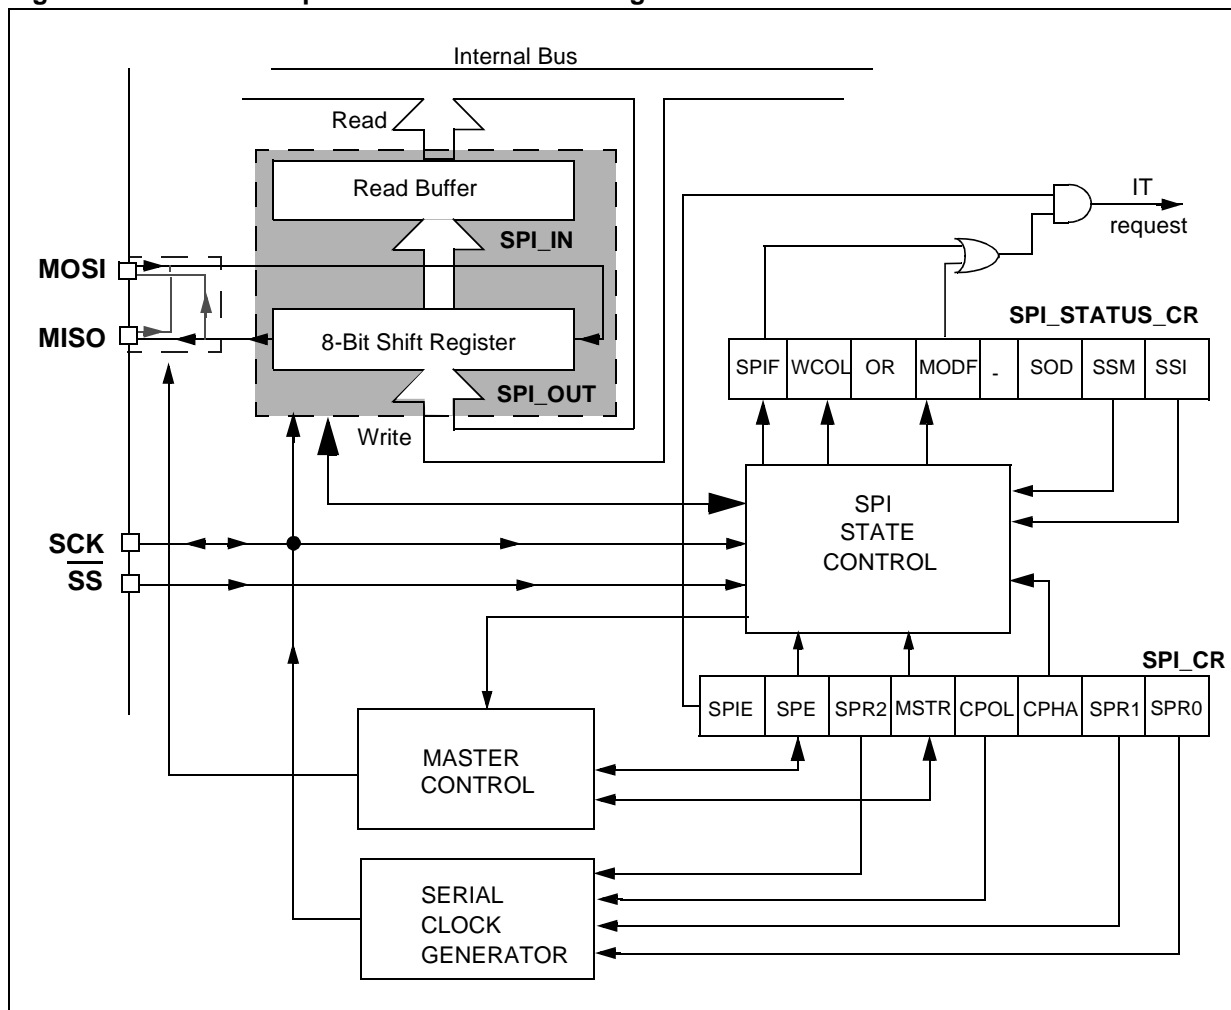 Internal Bus
Read
Read Buffer
SPI_IN
IT
request
MOSI
MISO
8-Bit Shift Register
SPI_OUT
Write
SPI_STATUS_CR
SPIF WCOL OR MODF - SOD SSM SSI
SPI
STATE
CONTROL
SCK
SS
SPI_CR
SPIE SPE SPR2 MSTR CPOL CPHA SPR1 SPR0
MASTER
CONTROL
SERIAL
CLOCK
GENERATOR